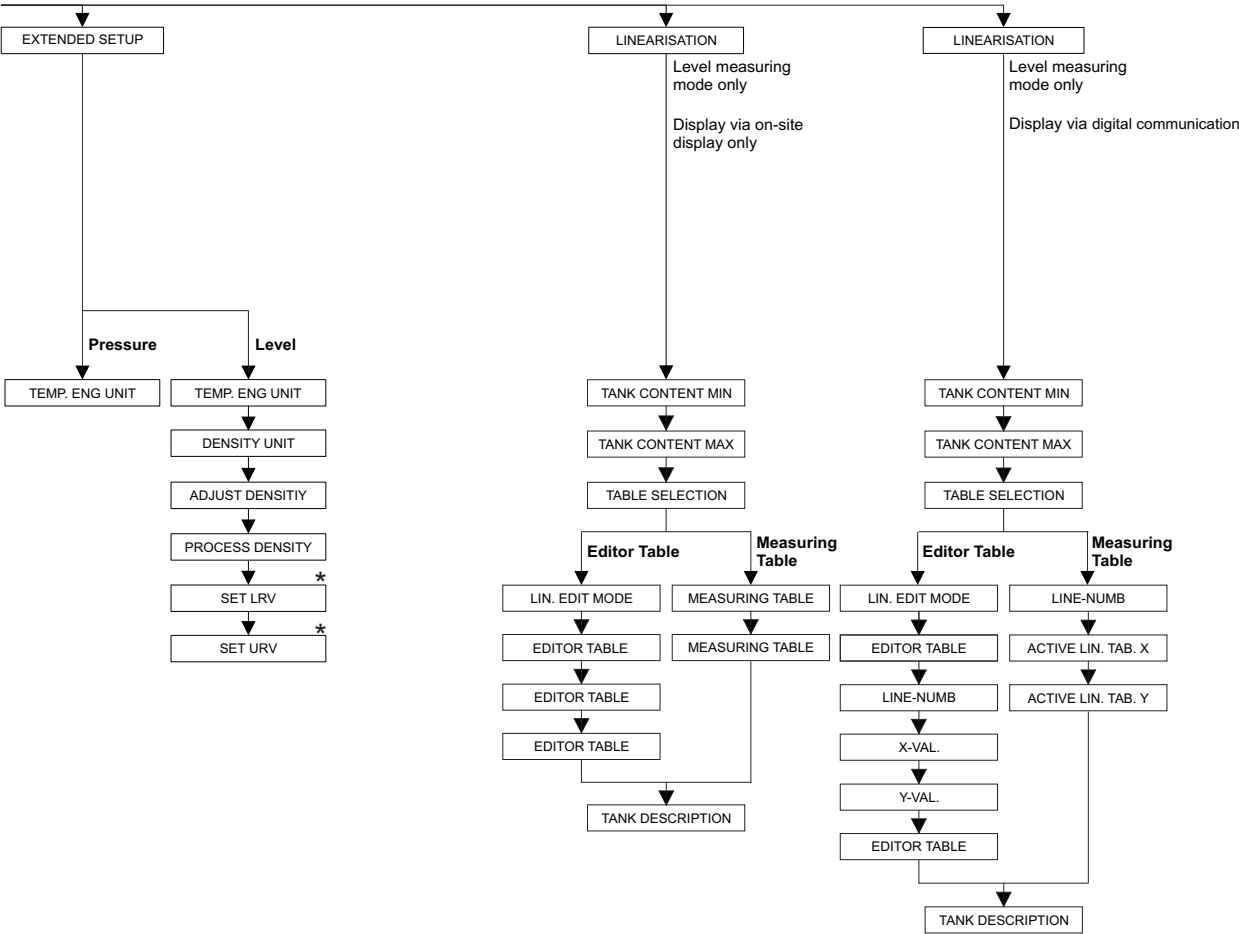 EXTENDED SETUP
Pressure
Level
TEMP. ENG UNIT
TEMP. ENG UNIT
DENSITY UNIT
ADJUST DENSITIY
PROCESS DENSITY
*
SET LRV
*
SET URV
LINEARISATION
Level measuring
mode only
Display via on-site
display only
TANK CONTENT MIN
TANK CONTENT MAX
TABLE SELECTION
Editor Table
LIN. EDIT MODE
EDITOR TABLE
EDITOR TABLE
EDITOR TABLE
Measuring
Table
MEASURING TABLE
MEASURING TABLE
TANK DESCRIPTION
LINEARISATION
Level measuring
mode only
Display via digital communication
TANK CONTENT MIN
TANK CONTENT MAX
TABLE SELECTION
Editor Table
LIN. EDIT MODE
EDITOR TABLE
LINE-NUMB
X-VAL.
Y-VAL.
EDITOR TABLE
Measuring
Table
LINE-NUMB
ACTIVE LIN. TAB. X
ACTIVE LIN. TAB. Y
TANK DESCRIPTION